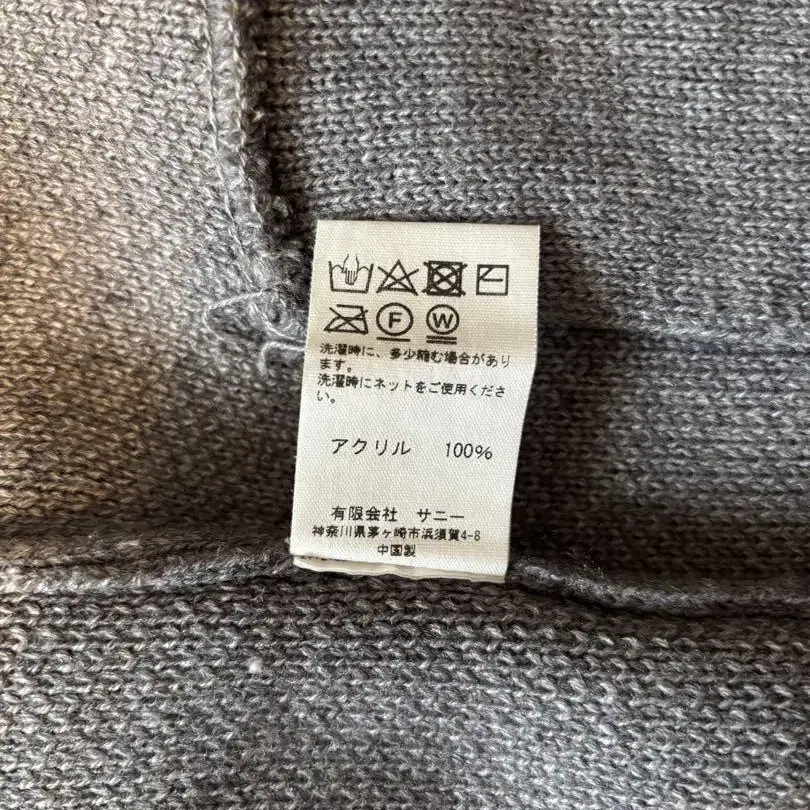 F W
洗濯時に、多少縮む場合があり
ます。
洗濯時にネットをご使用くださ
い。
アクリル 100%
有限会社 サニー
神奈川県茅ヶ崎市浜須賀4-8
中国製